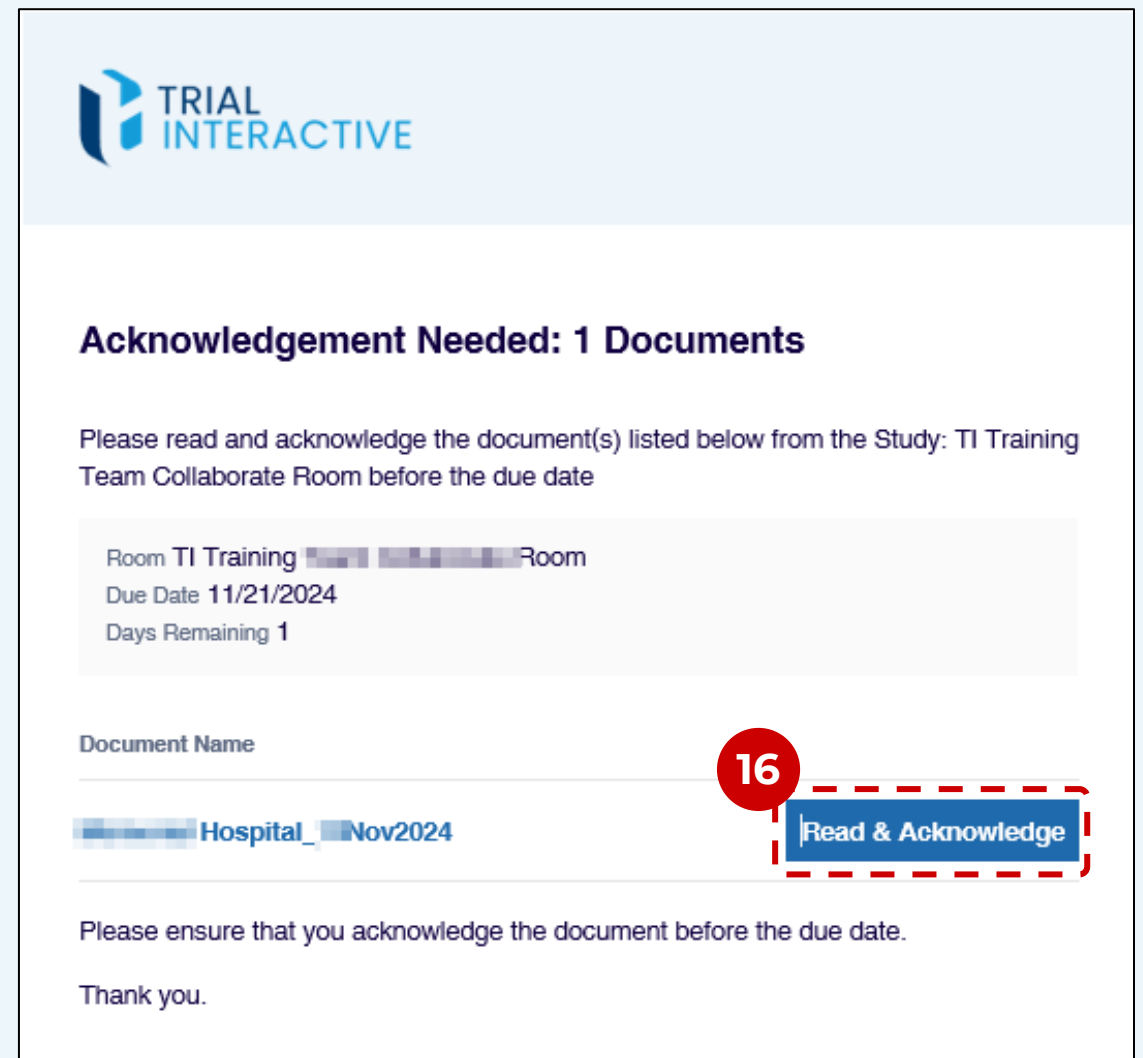 TRIAL
INTERACTIVE
Acknowledgement Needed: 1 Documents
Please read and acknowledge the document(s) listed below from the Study: TI Training
Team Collaborate Room before the due date
Room TI Training Room
Due Date 11/21/2024
Days Remaining 1
Document Name
16
Hospital_ Nov2024
Read & Acknowledge
Please ensure that you acknowledge the document before the due date.
Thank you.